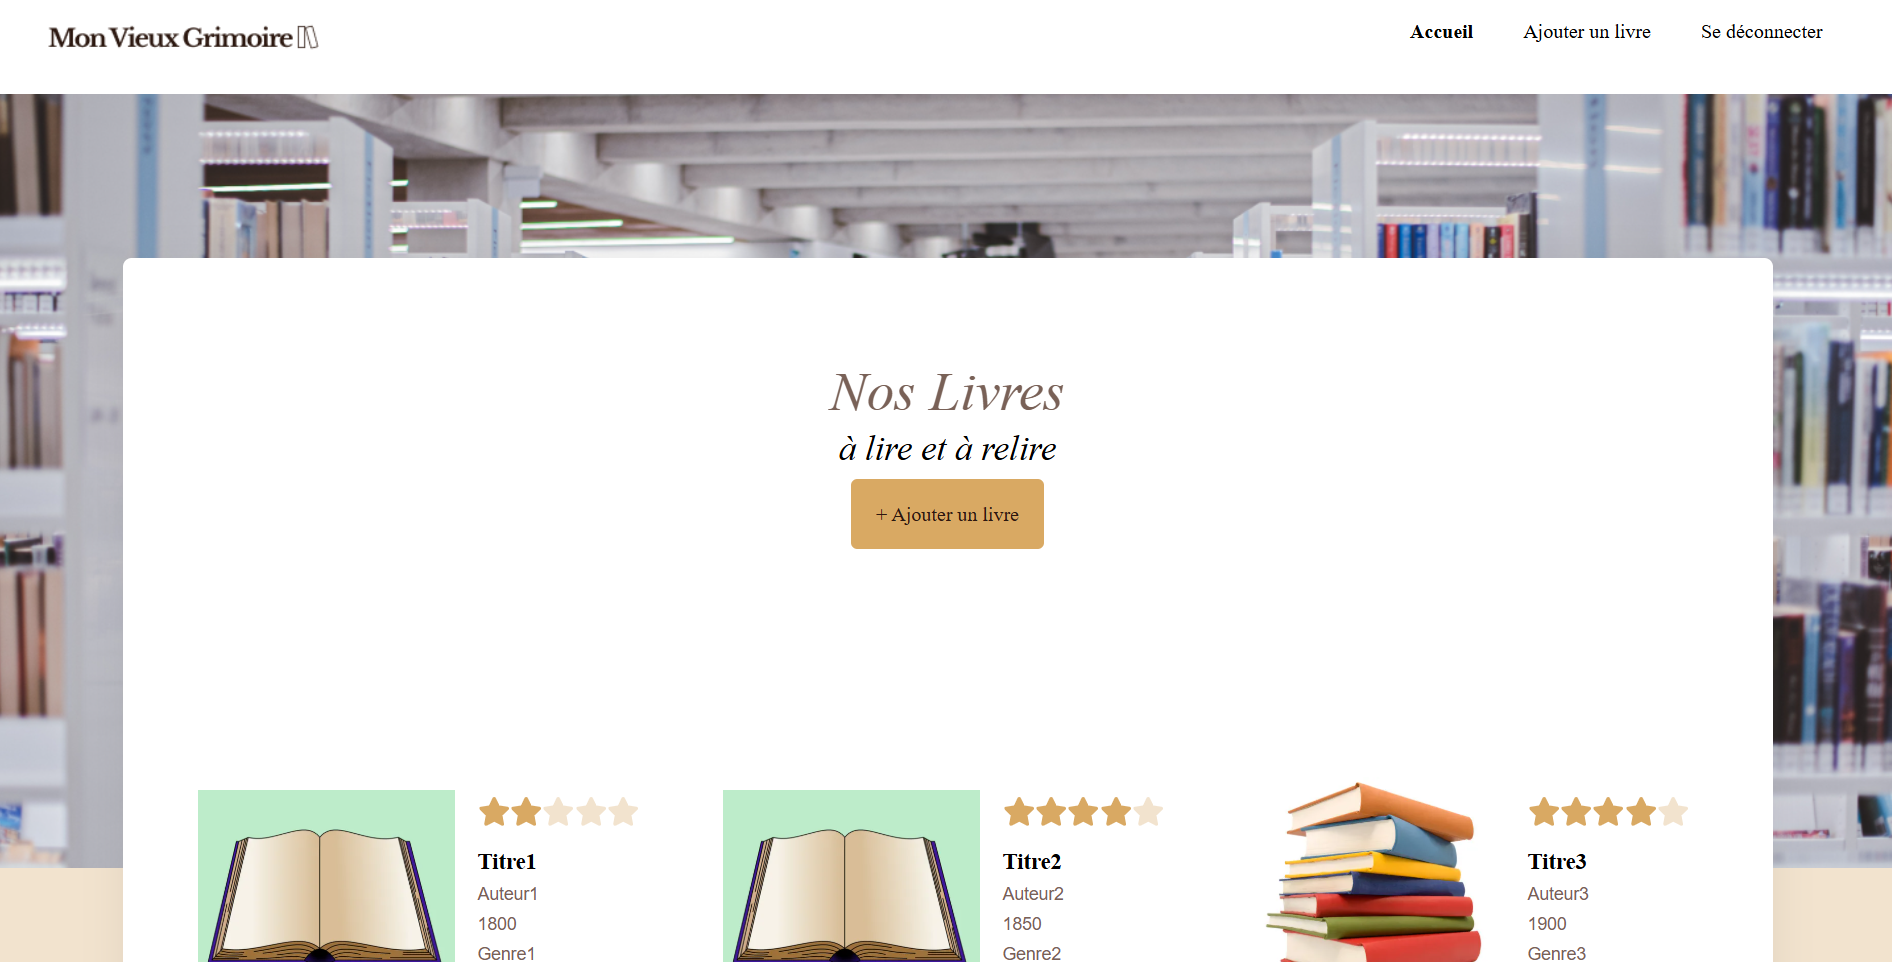 Mon Vieux Grimoire
Accueil
Ajouter un livre
Se déconnecter
Nos Livres
à lire et à relire
+ Ajouter un livre
Titre1
Auteur1
1800
Genre1
Titre2
Auteur2
1850
Genre2
Titre3
Auteur3
1900
Genre3